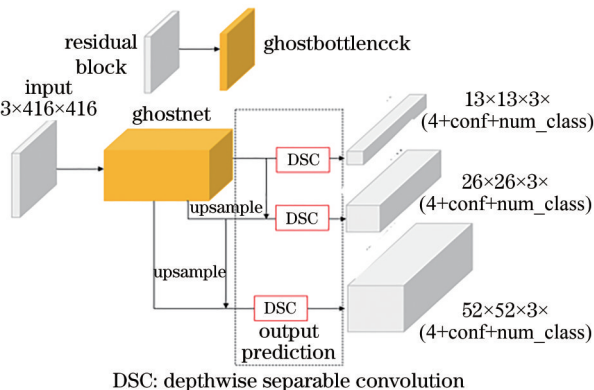 residual
block
ghostbottlencck
input
3×416×416
ghostnet
13×13×3×
(4+conf+num_class)
DSC
26×26×3×
(4+conf+num_class)
upsample
DSC
upsample
52×52×3×
(4+conf+num_class)
DSC
output
prediction
DSC: depthwise separable convolution